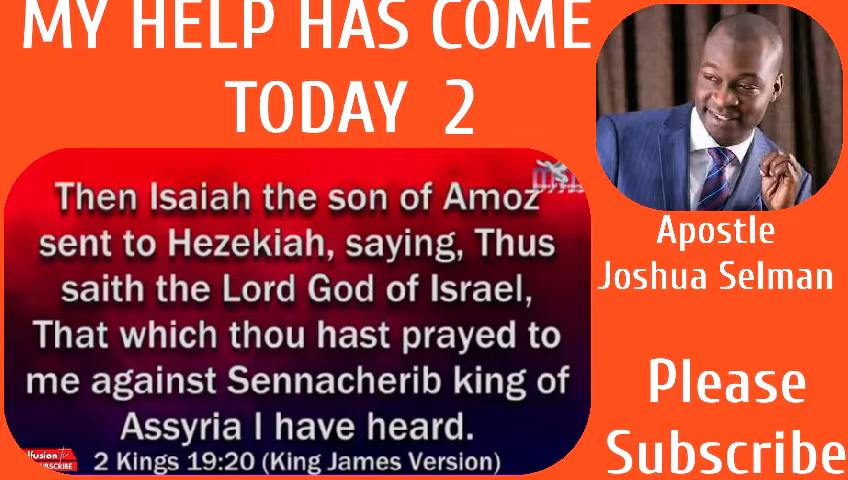 MY HELP HAS COME
TODAY 2
Then Isaiah the son of Amoz
sent to Hezekiah, saying, Thus
saith the Lord God of Israel,
That which thou hast prayed to
me against Sennacherib king of
Assyria I have heard.
2 Kings 19:20 (King James Version)
SCRIBE
Apostle
Joshua Selman
Please
Subscribe